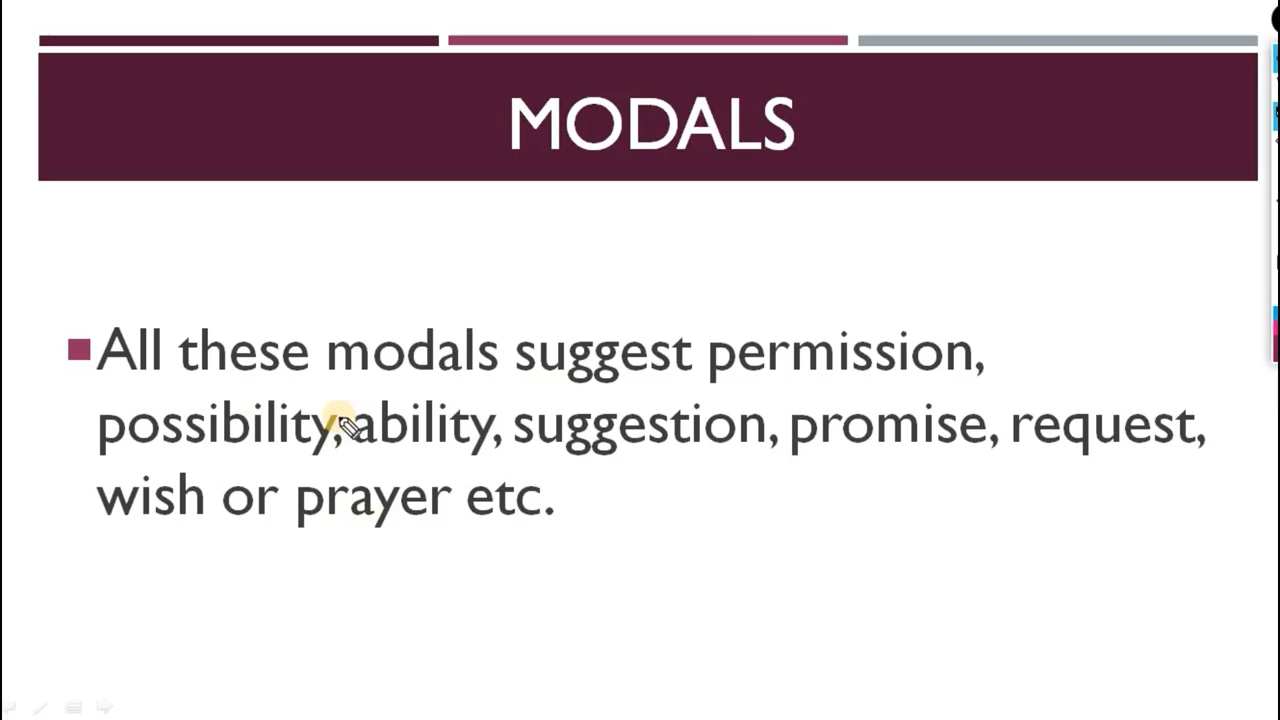 MODALS
All these modals suggest permission,
possibility, ability, suggestion, promise, request,
wish or prayer etc.